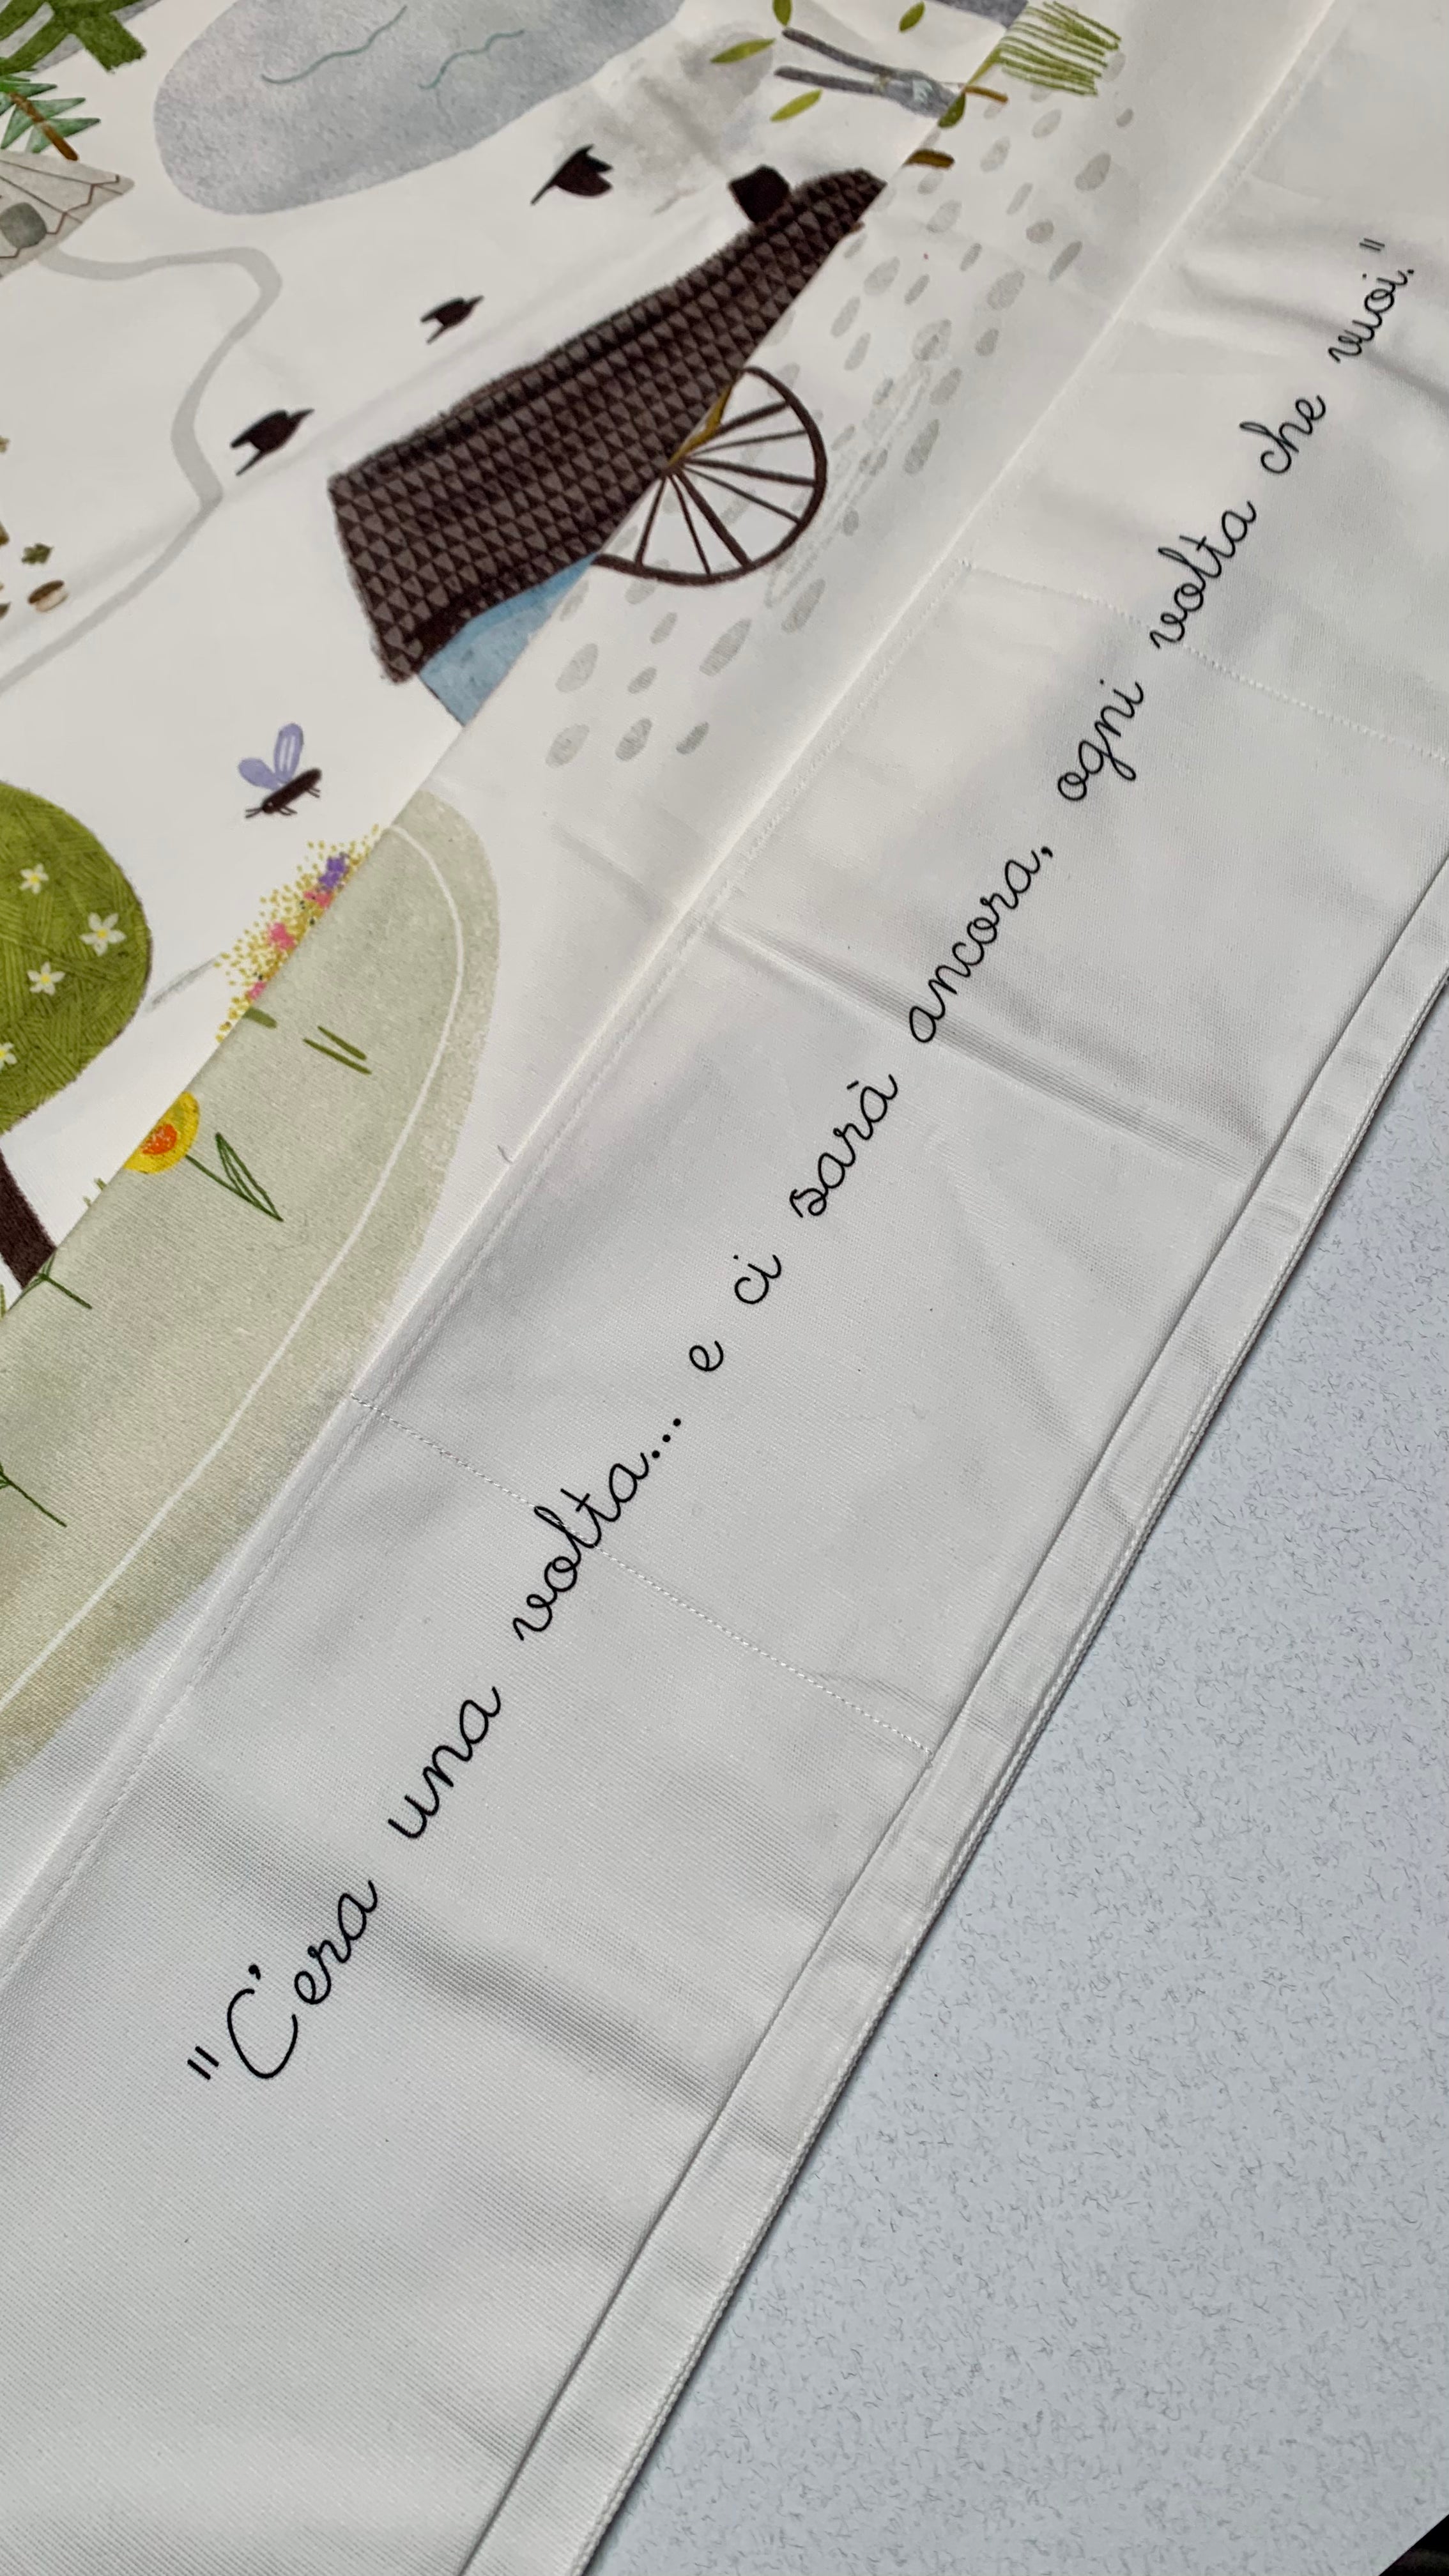 "C'era una volta... e ci sarà ancora, ogni volta che vuoi."